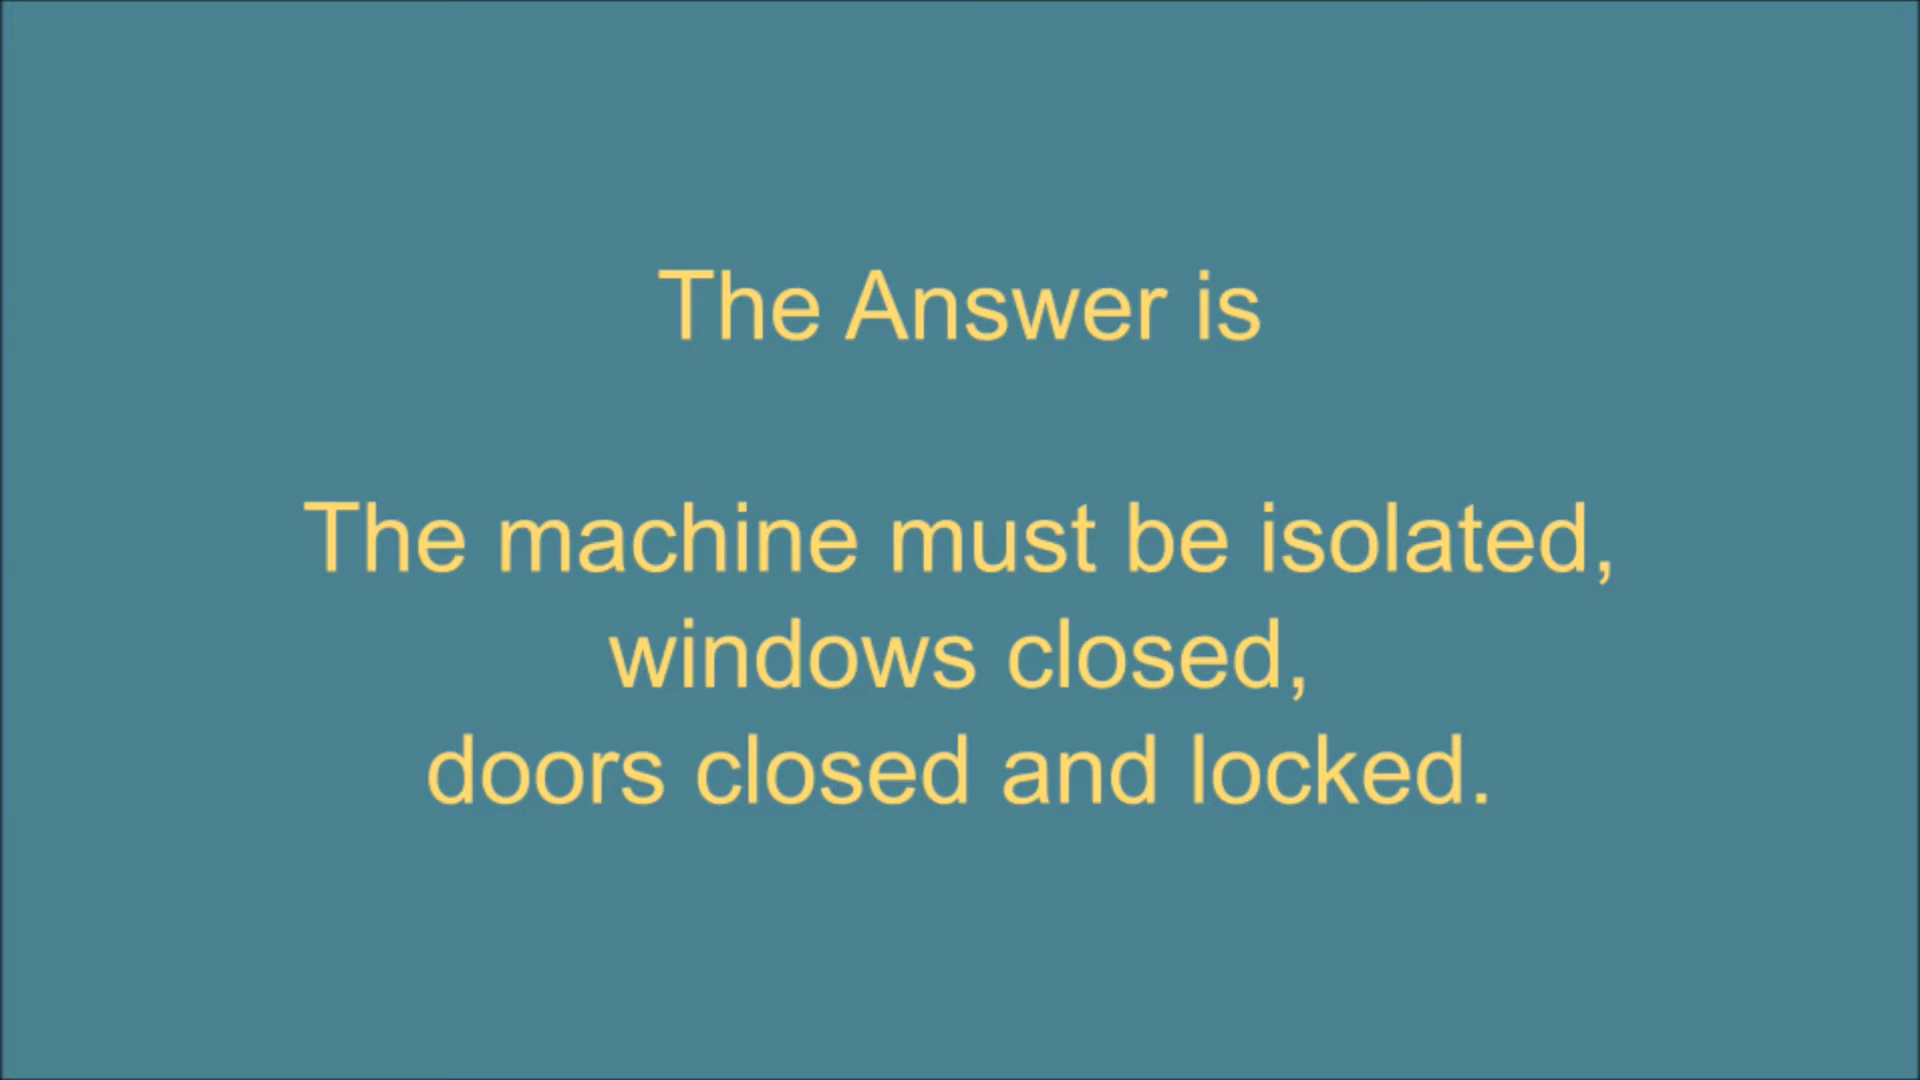 The Answer is
The machine must be isolated,
windows closed,
doors closed and locked.